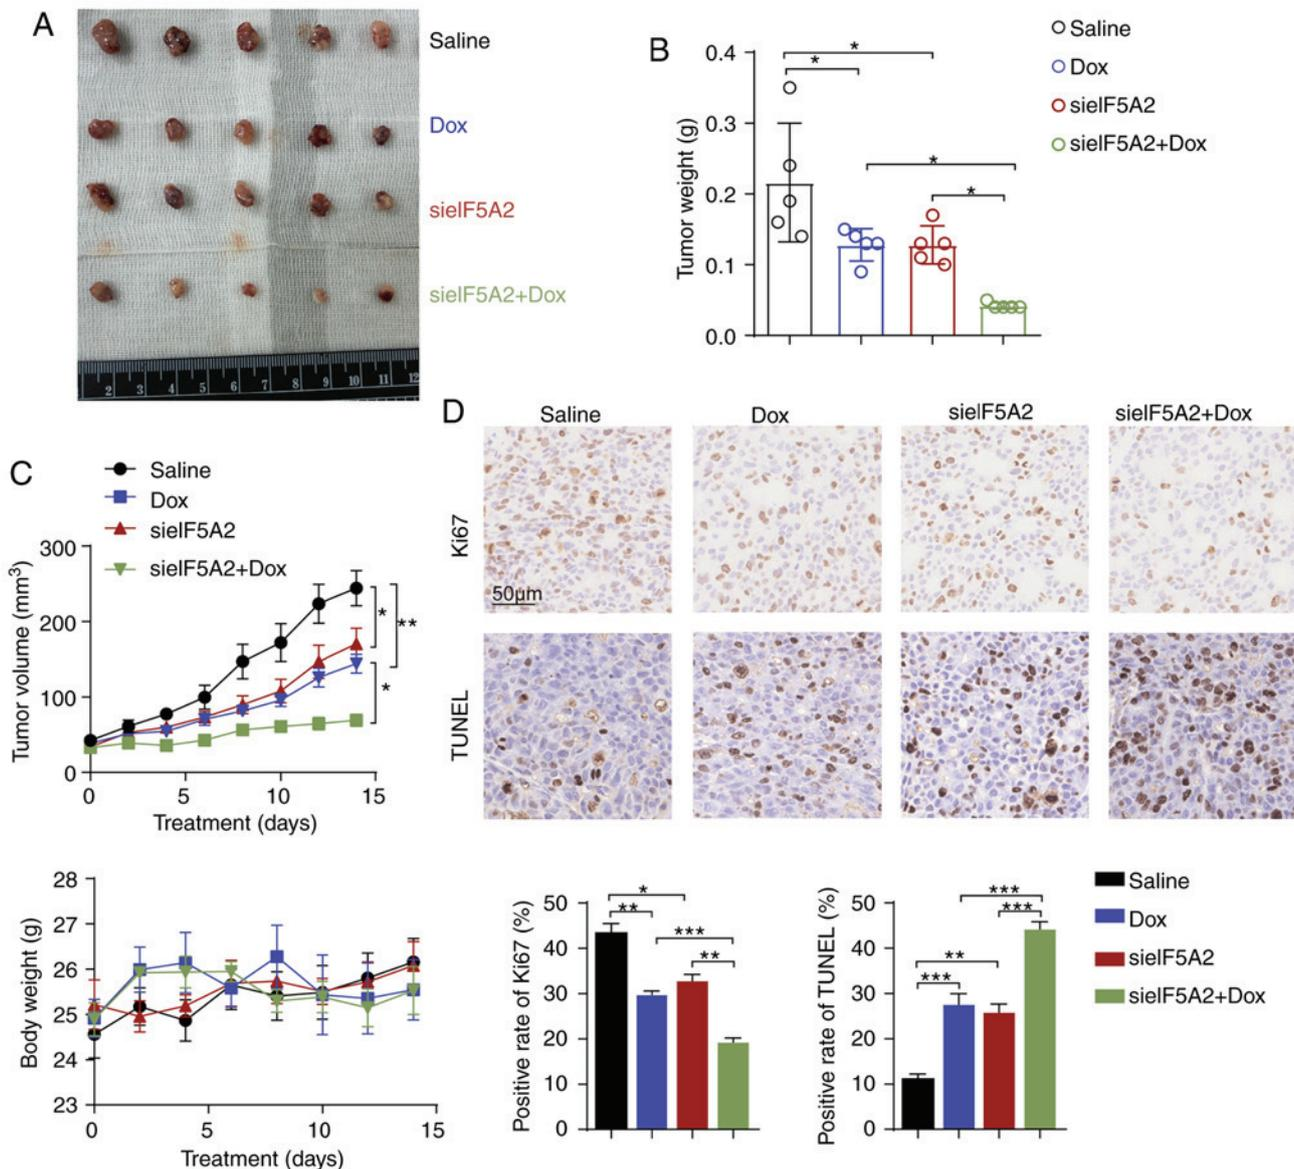 A
Saline
Dox
sieIF5A2
sieIF5A2+Dox
2 3 4 5 6 7 8 9 10 11 12
B
Saline
Dox
sieIF5A2
sieIF5A2+Dox
Tumor weight (g)
0.4
0.3
0.2
0.1
0.0
* *
* *
C
Saline
Dox
sieIF5A2
sieIF5A2+Dox
Tumor volume (mm³)
300
200
100
0
* ** *
0 5 10 15
Treatment (days)
D
Saline Dox sieIF5A2 sieIF5A2+Dox
Ki67
50μm
TUNEL
Body weight (g)
28
27
26
25
24
23
0 5 10 15
Treatment (days)
Positive rate of Ki67 (%)
50
40
30
20
10
0
*
** ***
**
Positive rate of TUNEL (%)
50
40
30
20
10
0
***
***
**
***
Saline
Dox
sieIF5A2
sieIF5A2+Dox